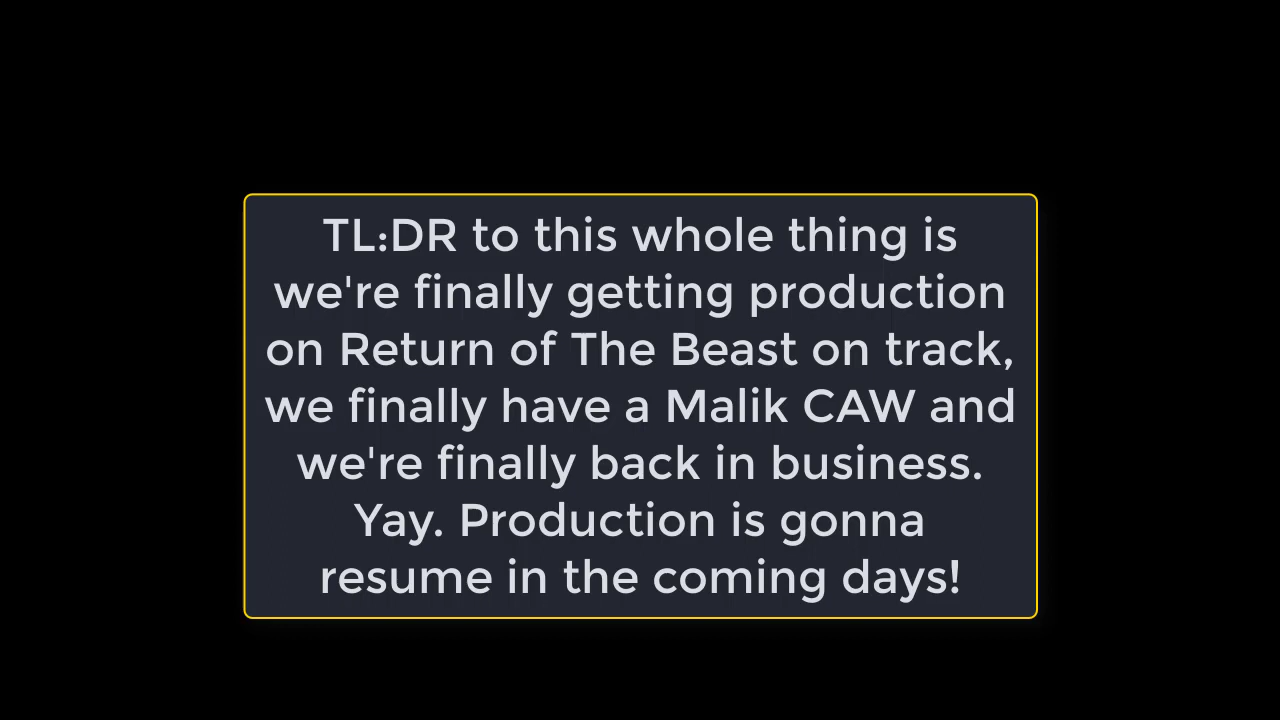 TL:DR to this whole thing is
we're finally getting production
on Return of The Beast on track,
we finally have a Malik CAW and
we're finally back in business.
Yay. Production is gonna
resume in the coming days!